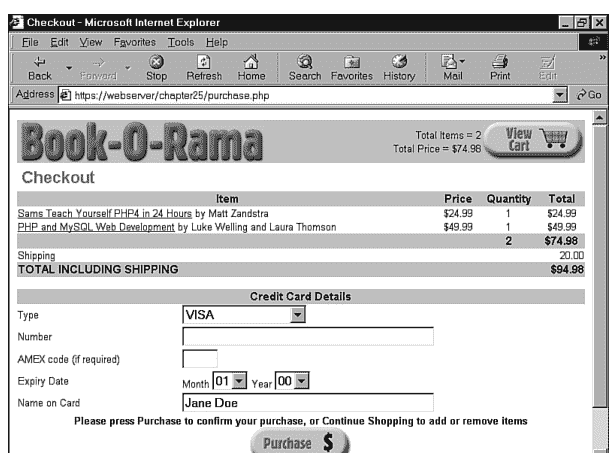 Checkout - Microsoft Internet Explorer
File Edit View Favorites Tools Help
Back Forward Stop Refresh Home Search Favorites History Mail Print Edit »
Address https://webserver/chapter25/purchase.php Go
Book-O-Rama Total Items = 2 View Cart
Total Price = $74.98
Checkout
Item Price Quantity Total
Sams Teach Yourself PHP4 in 24 Hours by Matt Zandstra $24.99 1 $24.99
PHP and MySQL Web Development by Luke Welling and Laura Thomson $49.99 1 $49.99
2 $74.98
Shipping 20.00
TOTAL INCLUDING SHIPPING $94.98
Credit Card Details
Type VISA
Number
AMEX code (if required)
Expiry Date Month 01 Year 00
Name on Card Jane Doe
Please press Purchase to confirm your purchase, or Continue Shopping to add or remove items
Purchase $